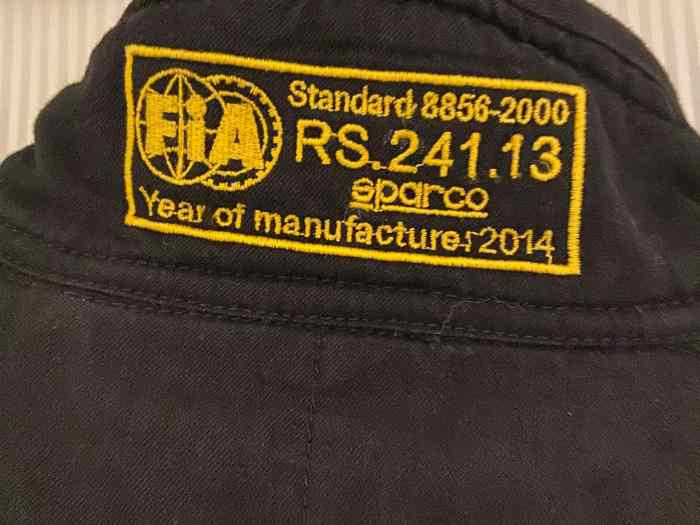 FIA
Standard 8856-2000
RS.241.13
sparco
Year of manufacture: 2014